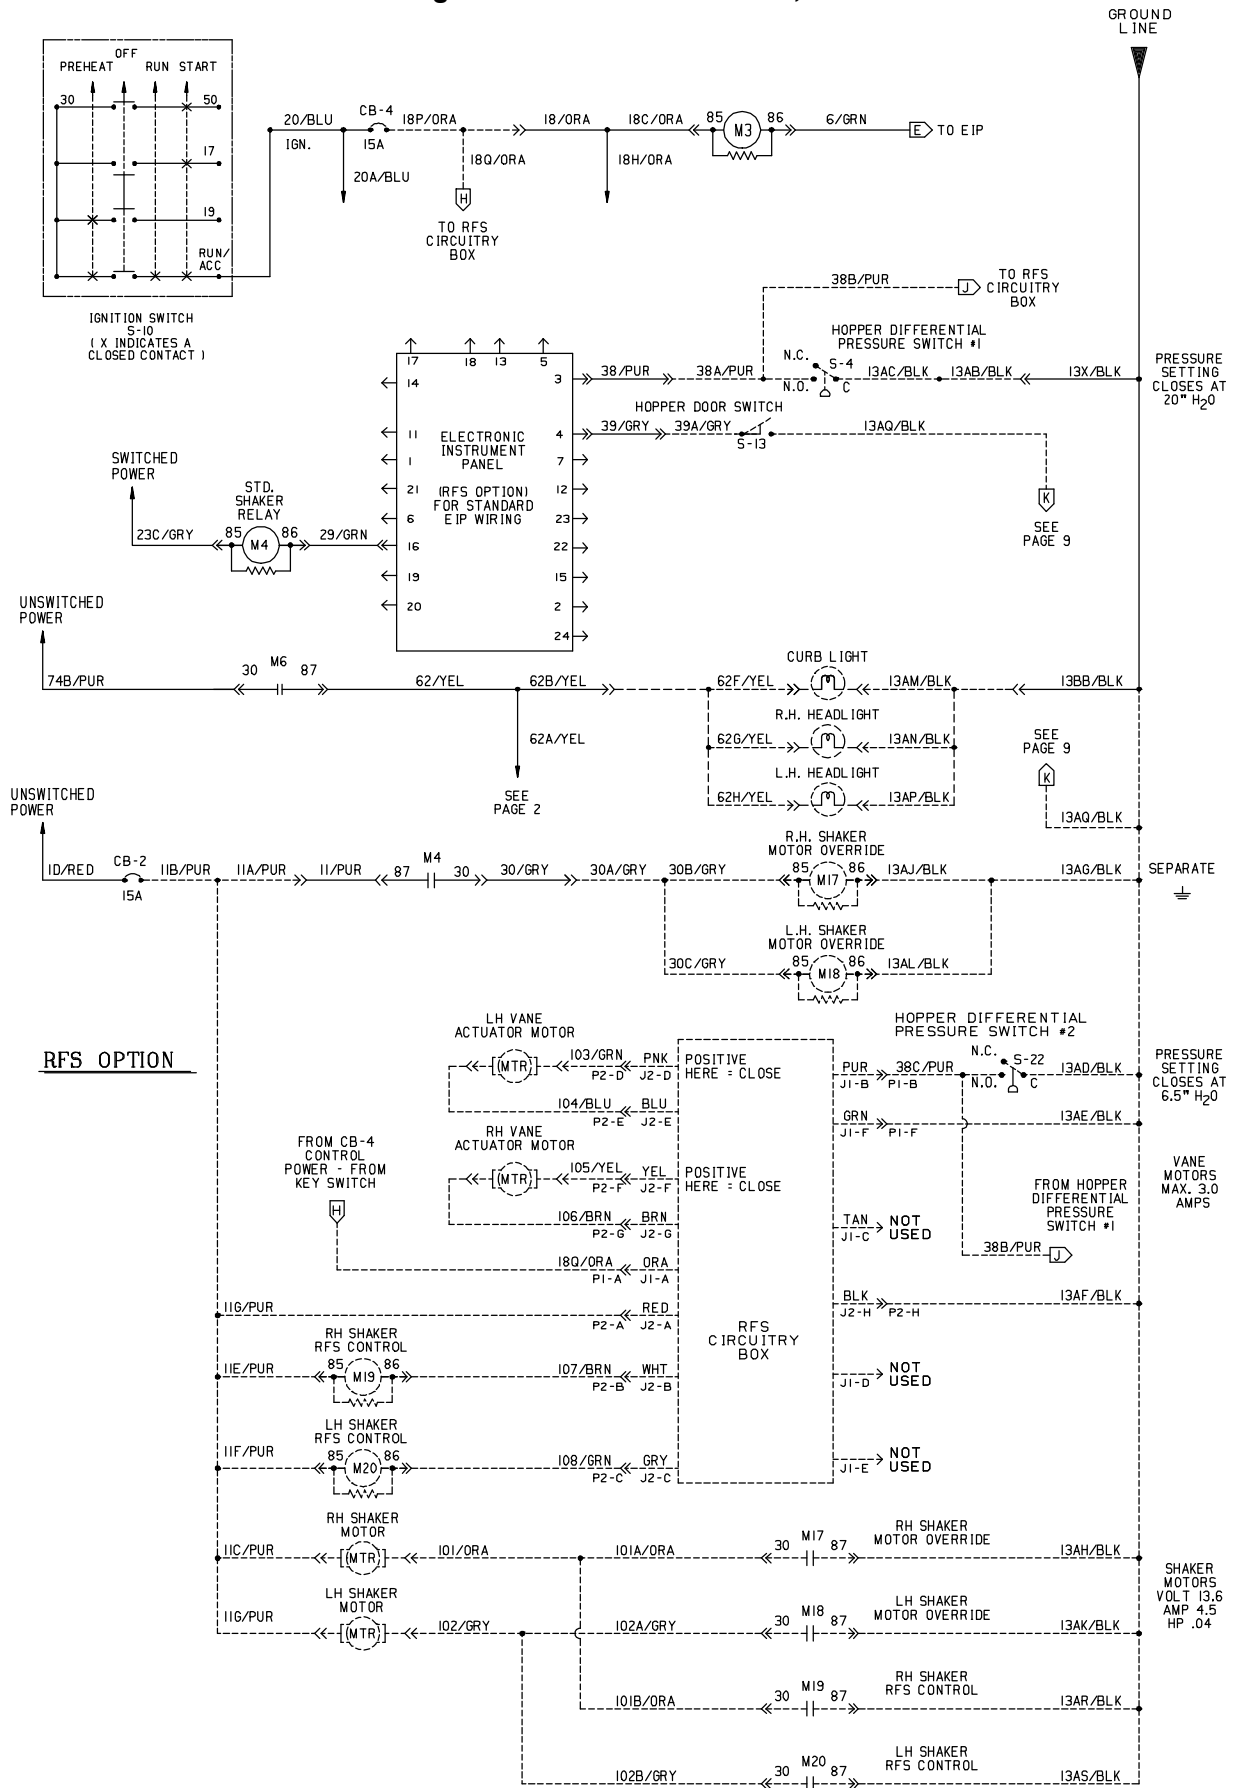 GROUND
LINE
OFF
PREHEAT
RUN START
30
50
17
19
RUN/
ACC
IGNITION SWITCH
S-10
( X INDICATES A
CLOSED CONTACT )
20/BLU
IGN.
20A/BLU
CB-4
15A
18P/ORA
18Q/ORA
H
TO RFS
CIRCUITRY
BOX
18/ORA
18C/ORA
18H/ORA
85
M3
86
6/GRN
E
TO EIP
38B/PUR
J
TO RFS
CIRCUITRY
BOX
HOPPER DIFFERENTIAL
PRESSURE SWITCH #1
N.C.
S-4
N.O.
C
38/PUR
38A/PUR
13AC/BLK
13AB/BLK
13X/BLK
PRESSURE
SETTING
CLOSES AT
20" H2O
17
18
13
5
14
3
11
4
1
7
21
12
6
23
16
22
19
15
20
2
24
ELECTRONIC
INSTRUMENT
PANEL
(RFS OPTION)
FOR STANDARD
EIP WIRING
HOPPER DOOR SWITCH
39/GRY
39A/GRY
S-13
13AQ/BLK
K
SEE
PAGE 9
SWITCHED
POWER
23C/GRY
STD.
SHAKER
RELAY
85
M4
86
29/GRN
UNSWITCHED
POWER
74B/PUR
30
M6
87
62/YEL
62B/YEL
62A/YEL
SEE
PAGE 2
CURB LIGHT
62F/YEL
13AM/BLK
13BB/BLK
R.H. HEADLIGHT
62G/YEL
13AN/BLK
L.H. HEADLIGHT
62H/YEL
13AP/BLK
SEE
PAGE 9
K
13AQ/BLK
UNSWITCHED
POWER
1D/RED
CB-2
15A
11B/PUR
11A/PUR
11/PUR
87
M4
30
30/GRY
30A/GRY
30B/GRY
R.H. SHAKER
MOTOR OVERRIDE
85
M17
86
13AJ/BLK
13AG/BLK
SEPARATE
L.H. SHAKER
MOTOR OVERRIDE
30C/GRY
85
M18
86
13AL/BLK
RFS OPTION
LH VANE
ACTUATOR MOTOR
(MTR)
103/GRN
PNK
P2-D
J2-D
POSITIVE
HERE = CLOSE
104/BLU
BLU
P2-E
J2-E
RH VANE
ACTUATOR MOTOR
(MTR)
105/YEL
YEL
P2-F
J2-F
POSITIVE
HERE = CLOSE
106/BRN
BRN
P2-G
J2-G
FROM CB-4
CONTROL
POWER - FROM
KEY SWITCH
H
18Q/ORA
ORA
P1-A
J1-A
11G/PUR
RED
P2-A
J2-A
RFS
CIRCUITRY
BOX
HOPPER DIFFERENTIAL
PRESSURE SWITCH #2
N.C.
S-22
N.O.
C
PUR
38C/PUR
J1-B
P1-B
13AD/BLK
PRESSURE
SETTING
CLOSES AT
6.5" H2O
GRN
J1-F
P1-F
13AE/BLK
VANE
MOTORS
MAX. 3.0
AMPS
FROM HOPPER
DIFFERENTIAL
PRESSURE
SWITCH #1
38B/PUR
J
TAN
J1-C
NOT
USED
BLK
J2-H
P2-H
13AF/BLK
J1-D
NOT
USED
J1-E
NOT
USED
RH SHAKER
RFS CONTROL
11E/PUR
85
M19
86
107/BRN
WHT
P2-B
J2-B
LH SHAKER
RFS CONTROL
11F/PUR
85
M20
86
108/GRN
GRY
P2-C
J2-C
RH SHAKER
MOTOR
11C/PUR
(MTR)
101/ORA
101A/ORA
30
M17
87
RH SHAKER
MOTOR OVERRIDE
13AH/BLK
LH SHAKER
MOTOR
11G/PUR
(MTR)
102/GRY
102A/GRY
30
M18
87
LH SHAKER
MOTOR OVERRIDE
13AK/BLK
SHAKER
MOTORS
VOLT 13.6
AMP 4.5
HP .04
101B/ORA
30
M19
87
RH SHAKER
RFS CONTROL
13AR/BLK
102B/GRY
30
M20
87
LH SHAKER
RFS CONTROL
13AS/BLK